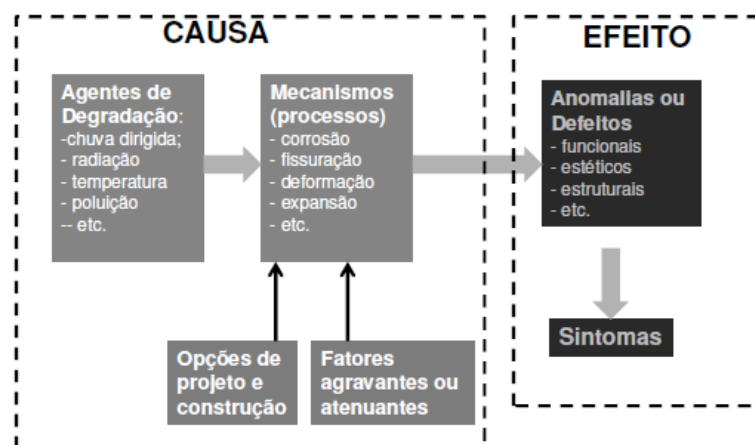 CAUSA
Agentes de
Degradação:
-chuva dirigida;
- radiação
- temperatura
- poluição
-- etc.
Mecanismos
(processos)
- corrosão
- fissuração
- deformação
- expansão
- etc.
Opções de
projeto e
construção
Fatores
agravantes ou
atenuantes
EFEITO
Anomalias ou
Defeitos
- funcionais
- estéticos
- estruturais
- etc.
Sintomas